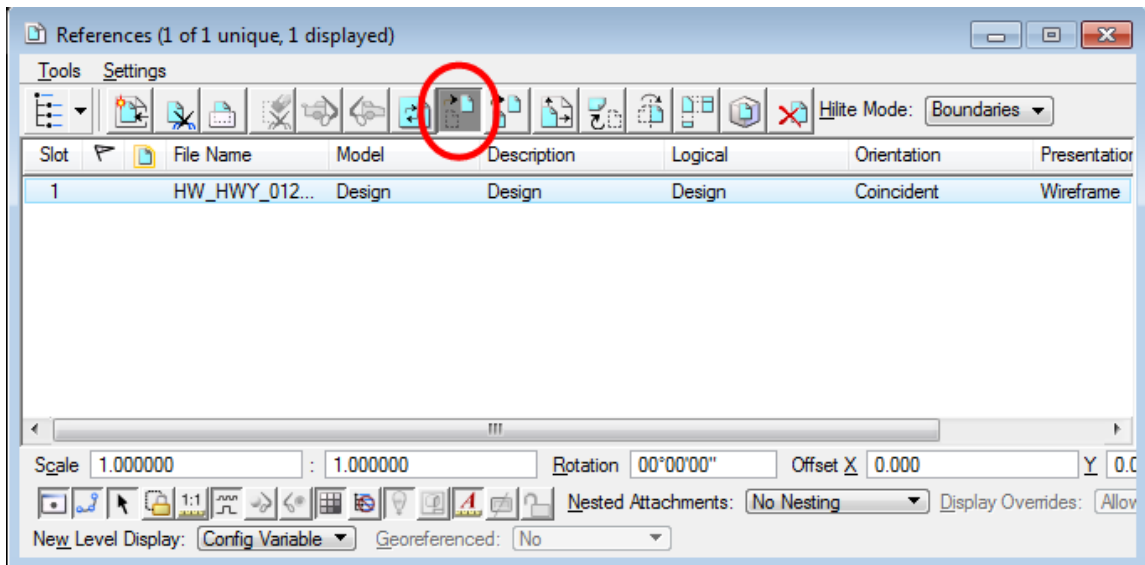 References (1 of 1 unique, 1 displayed)
Tools Settings
Hilite Mode: Boundaries
Slot File Name Model Description Logical Orientation Presentation
1 HW_HWY_012... Design Design Design Coincident Wireframe
Scale 1.000000 : 1.000000 Rotation 00°00'00" Offset X 0.000 Y 0.0
1:1 A Nested Attachments: No Nesting Display Overrides: Allow
New Level Display: Config Variable Georeferenced: No